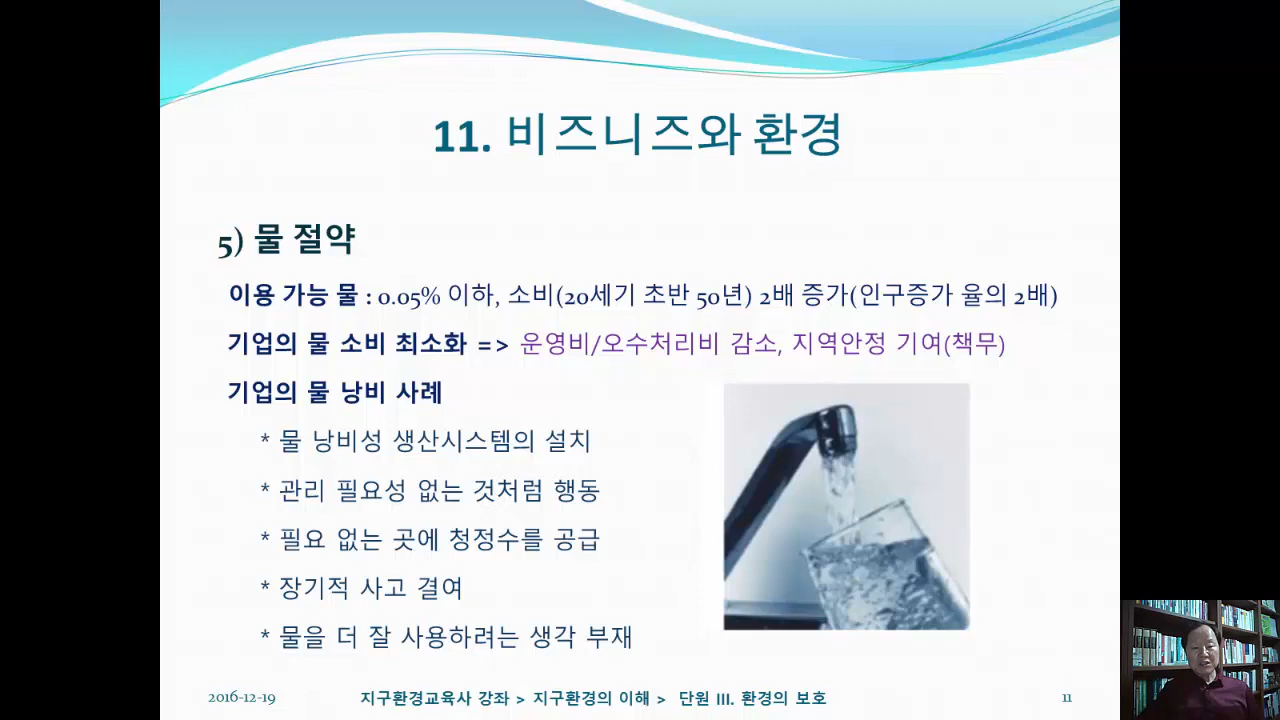 11. 비즈니즈와 환경
5) 물 절약
이용 가능 물 : 0.05% 이하, 소비(20세기 초반 50년) 2배 증가(인구증가 율의 2배)
기업의 물 소비 최소화 => 운영비/오수처리비 감소, 지역안정 기여(책무)
기업의 물 낭비 사례
* 물 낭비성 생산시스템의 설치
* 관리 필요성 없는 것처럼 행동
* 필요 없는 곳에 청정수를 공급
* 장기적 사고 결여
* 물을 더 잘 사용하려는 생각 부재
2016-12-19
지구환경교육사 강좌 > 지구환경의 이해 > 단원 III. 환경의 보호
11